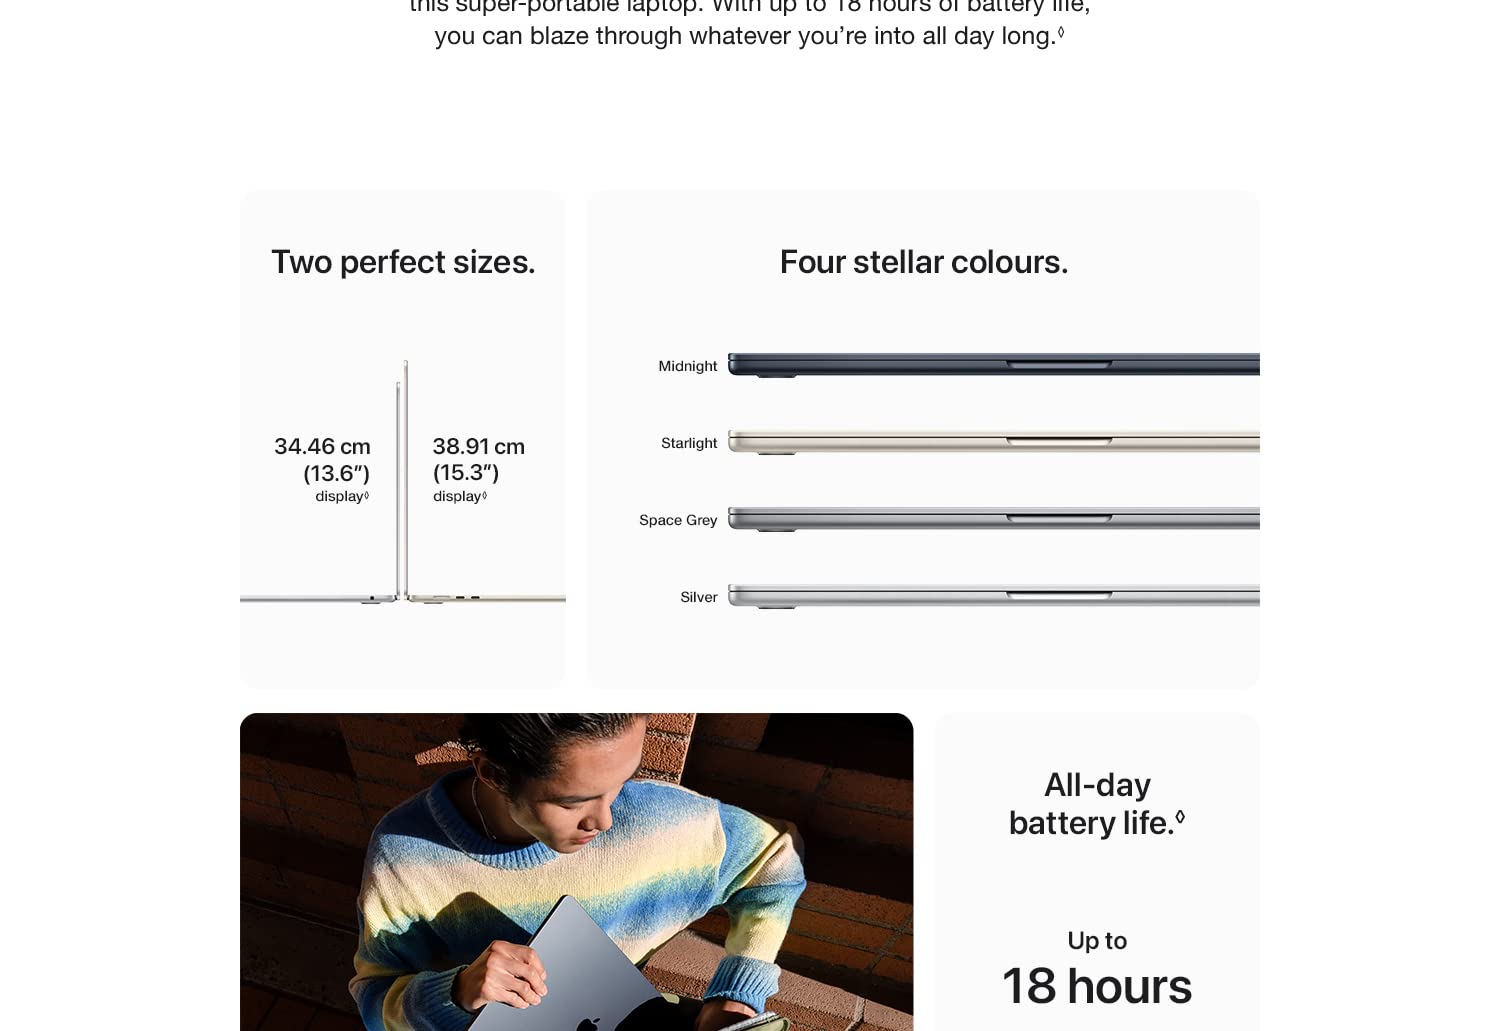 this super-portable laptop. With up to 18 hours of battery life,
you can blaze through whatever you’re into all day long.◊
Two perfect sizes.
34.46 cm
(13.6”)
display◊
38.91 cm
(15.3”)
display◊
Four stellar colours.
Midnight
Starlight
Space Grey
Silver
All-day
battery life.◊
Up to
18 hours